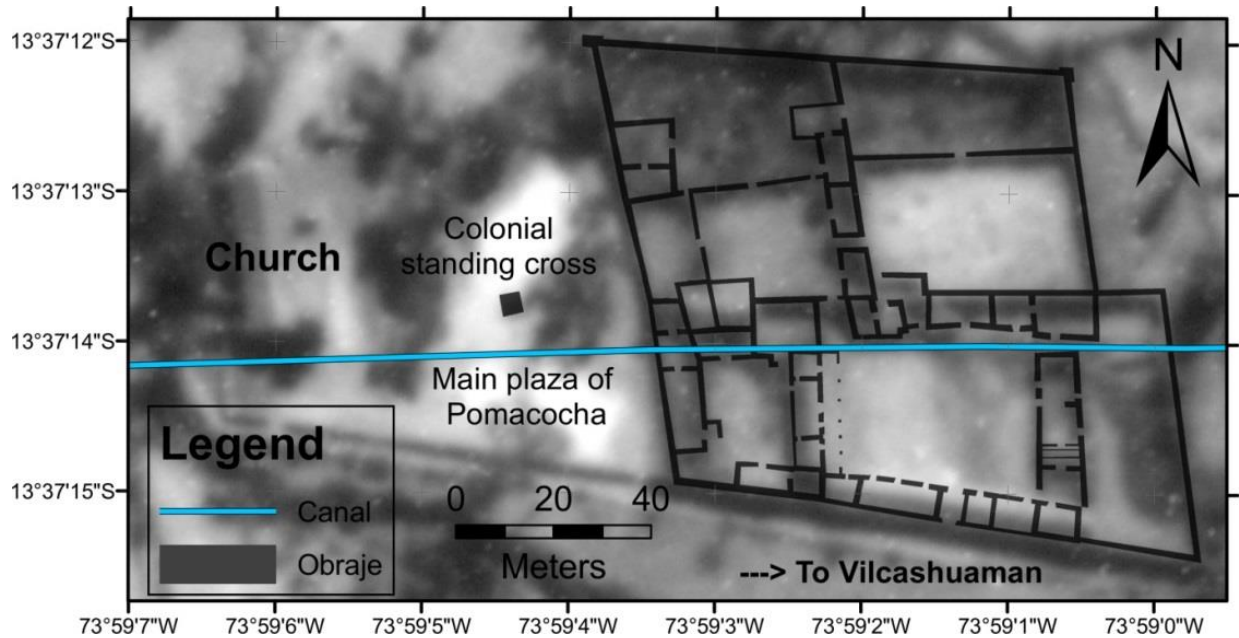 13°37'12"S
N
13°37'13"S
Colonial
standing cross
Church
13°37'14"S
Main plaza of
Pomacocha
Legend
Canal
Obraje
0 20 40
Meters
13°37'15"S
---> To Vilcashuaman
73°59'7"W 73°59'6"W 73°59'5"W 73°59'4"W 73°59'3"W 73°59'2"W 73°59'1"W 73°59'0"W